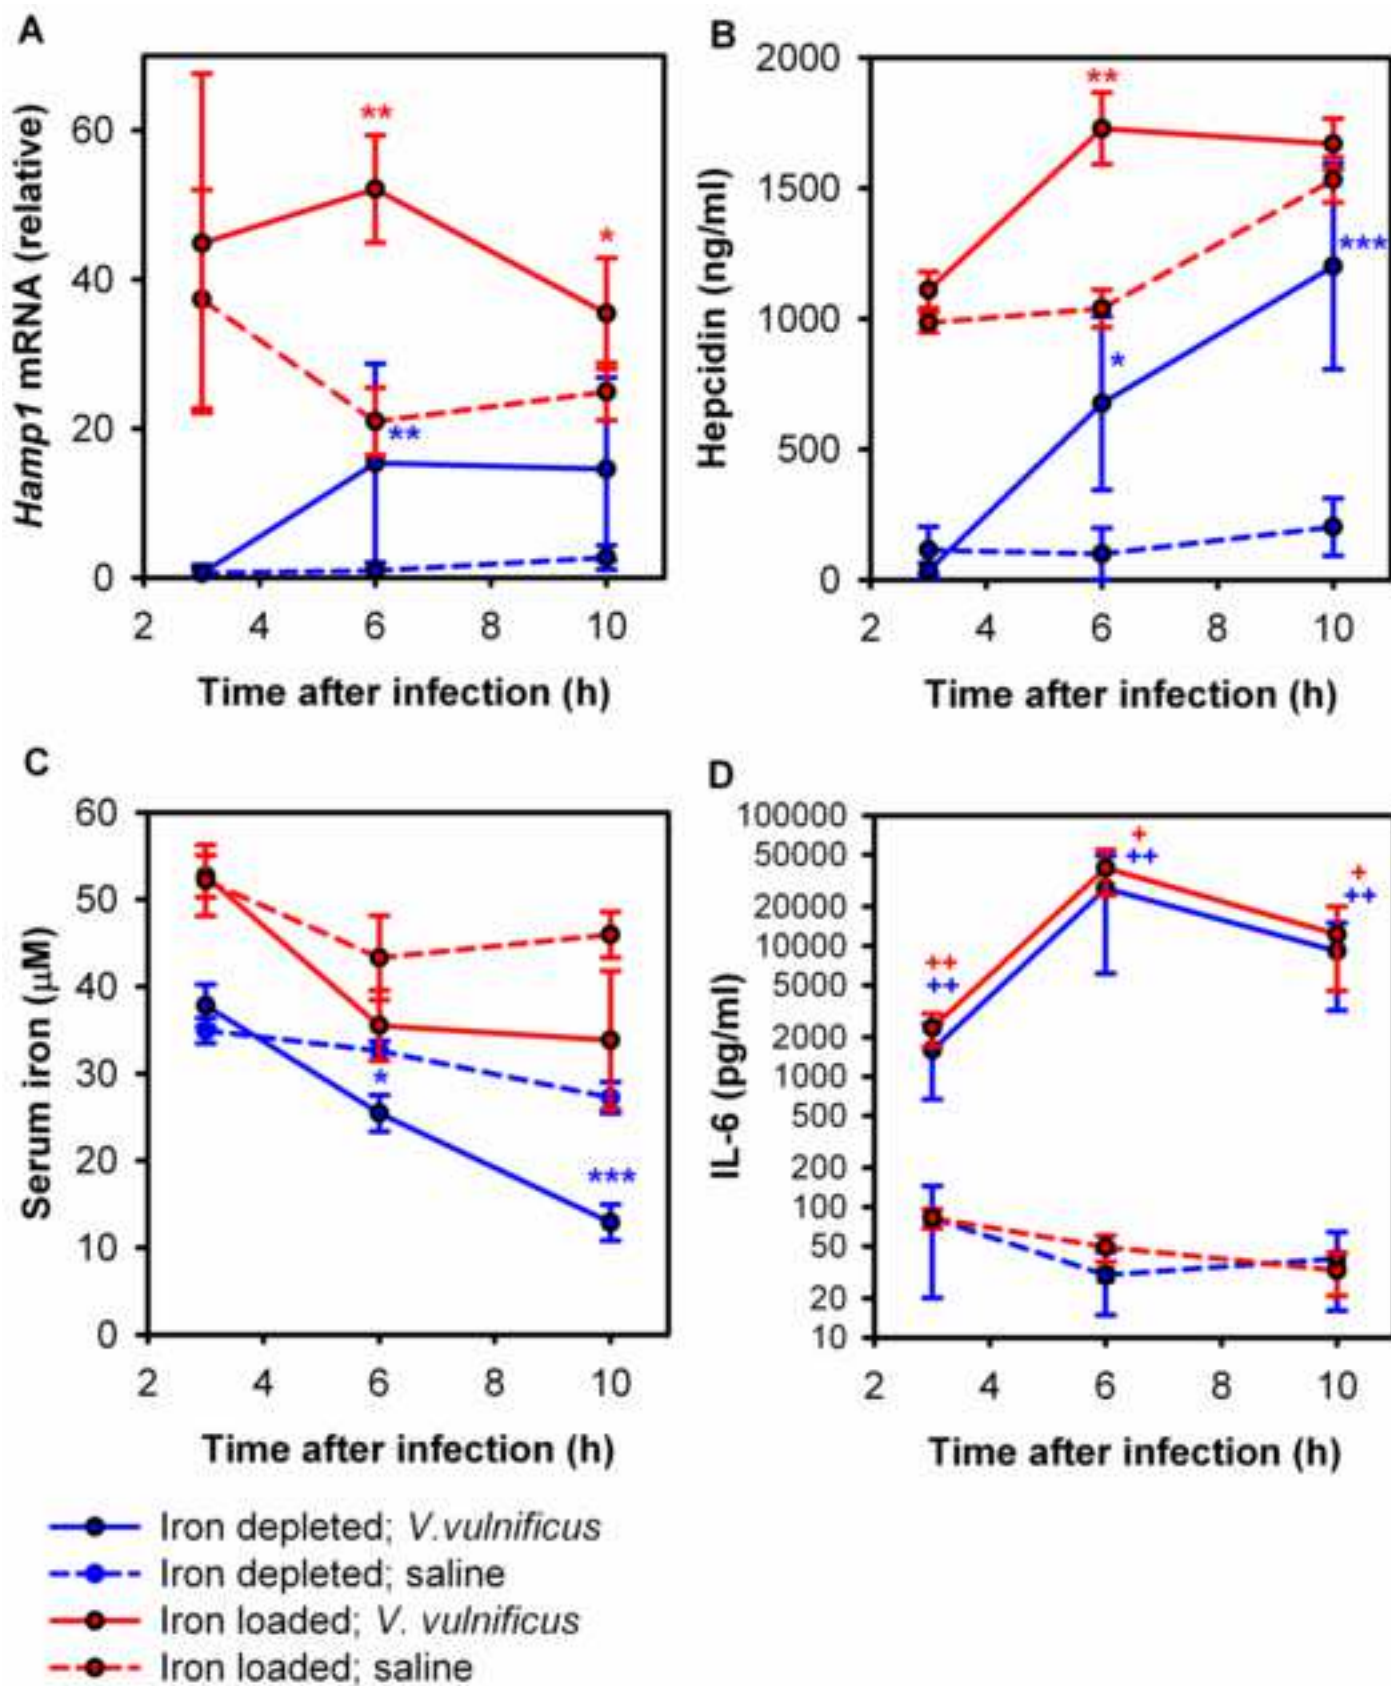 A
Hamp1 mRNA (relative)
60
40
20
0
**
*
**
2 4 6 8 10
Time after infection (h)
B
Hepcidin (ng/ml)
2000
1500
1000
500
0
**
***
*
2 4 6 8 10
Time after infection (h)
C
Serum iron (μM)
60
50
40
30
20
10
0
*
***
2 4 6 8 10
Time after infection (h)
D
IL-6 (pg/ml)
100000
50000
20000
10000
5000
2000
1000
500
200
100
50
20
10
+
++
+
++
++
++
2 4 6 8 10
Time after infection (h)
Iron depleted; V.vulnificus
Iron depleted; saline
Iron loaded; V. vulnificus
Iron loaded; saline